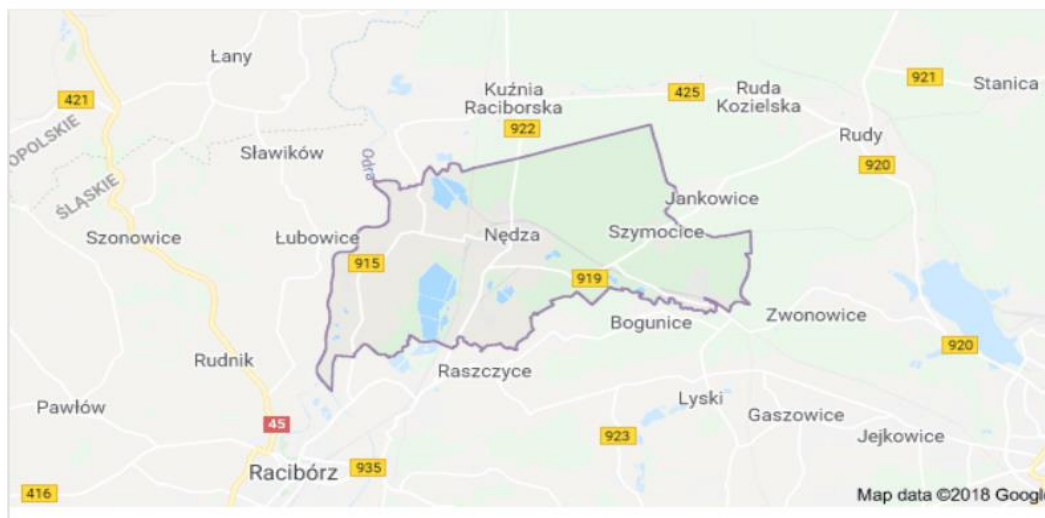 Łany
421
Kuźnia
Raciborska
425
Ruda
Kozielska
921
Stanica
922
Rudy
OPOLSKIE
ŚLĄSKIE
Sławików
Odra
920
Jankowice
Szonowice
Łubowice
Nędza
Szymocice
915
919
Zwonowice
Bogunice
920
Rudnik
Raszczyce
Pawłów
Lyski
Gaszowice
45
923
Jejkowice
Racibórz
935
416
Map data ©2018 Google